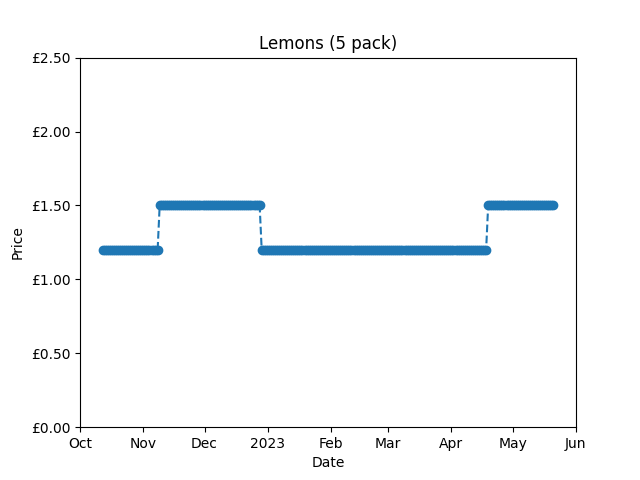 Lemons (5 pack)
£2.50
£2.00
£1.50
£1.00
£0.50
£0.00
Price
Oct Nov Dec 2023 Feb Mar Apr May Jun
Date